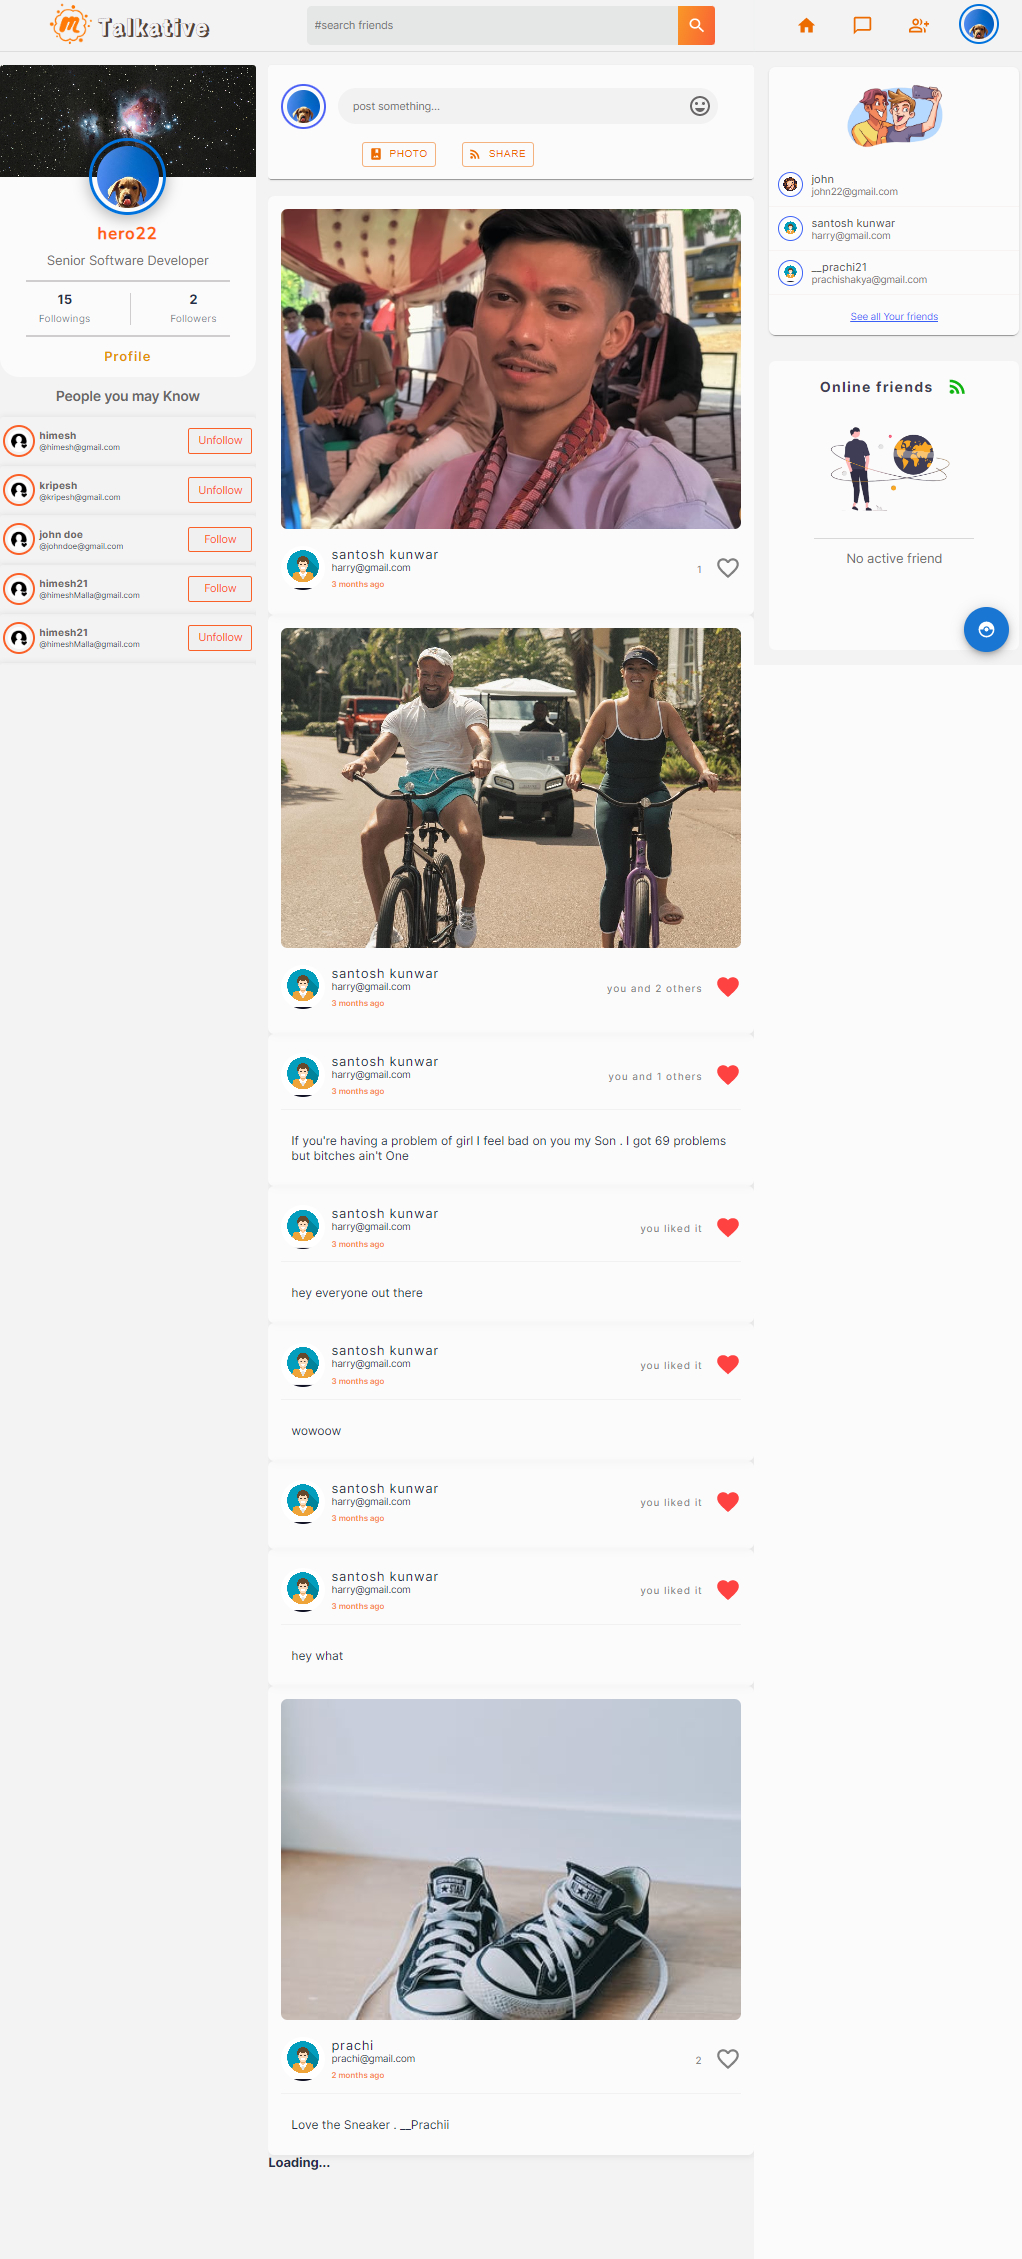 Talkative
#search friends
hero22
Senior Software Developer
15
2
Followings
Followers
Profile
People you may Know
himesh
@himesh@gmail.com
Unfollow
kripesh
@kripesh@gmail.com
Unfollow
john doe
@johndoe@gmail.com
Follow
himesh21
@himeshMalla@gmail.com
Follow
himesh21
@himeshMalla@gmail.com
Unfollow
post something...
PHOTO
SHARE
santosh kunwar
harry@gmail.com
3 months ago
1
santosh kunwar
harry@gmail.com
3 months ago
you and 2 others
santosh kunwar
harry@gmail.com
3 months ago
you and 1 others
If you're having a problem of girl I feel bad on you my Son . I got 69 problems
but bitches ain't One
santosh kunwar
harry@gmail.com
3 months ago
you liked it
hey everyone out there
santosh kunwar
harry@gmail.com
3 months ago
you liked it
wowoow
santosh kunwar
harry@gmail.com
3 months ago
you liked it
santosh kunwar
harry@gmail.com
3 months ago
you liked it
hey what
prachi
prachi@gmail.com
2 months ago
2
Love the Sneaker . __Prachii
Loading...
john
john22@gmail.com
santosh kunwar
harry@gmail.com
__prachi21
prachishakya@gmail.com
See all Your friends
Online friends
No active friend